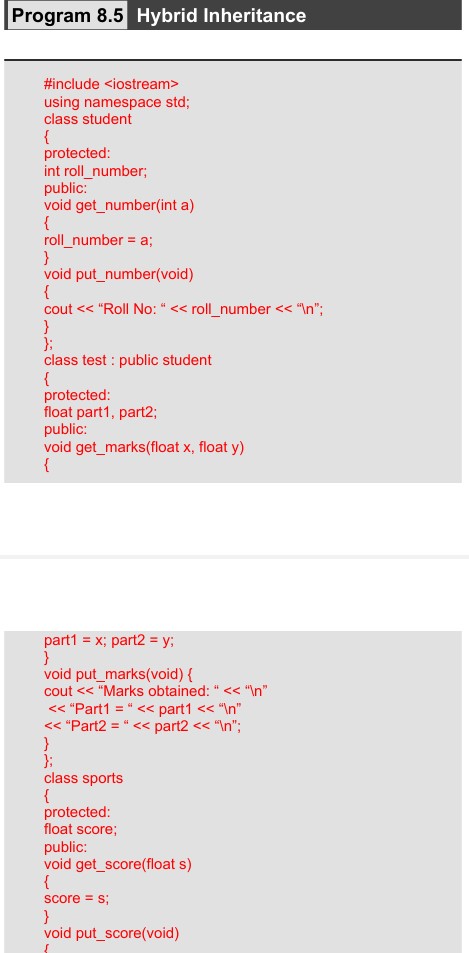 Program 8.5 Hybrid Inheritance
#include <iostream>
using namespace std;
class student
{
protected:
int roll_number;
public:
void get_number(int a)
{
roll_number = a;
}
void put_number(void)
{
cout << “Roll No: “ << roll_number << “\n”;
}
};
class test : public student
{
protected:
float part1, part2;
public:
void get_marks(float x, float y)
{
part1 = x; part2 = y;
}
void put_marks(void) {
cout << “Marks obtained: “ << “\n”
<< “Part1 = “ << part1 << “\n”
<< “Part2 = “ << part2 << “\n”;
}
};
class sports
{
protected:
float score;
public:
void get_score(float s)
{
score = s;
}
void put_score(void)
{